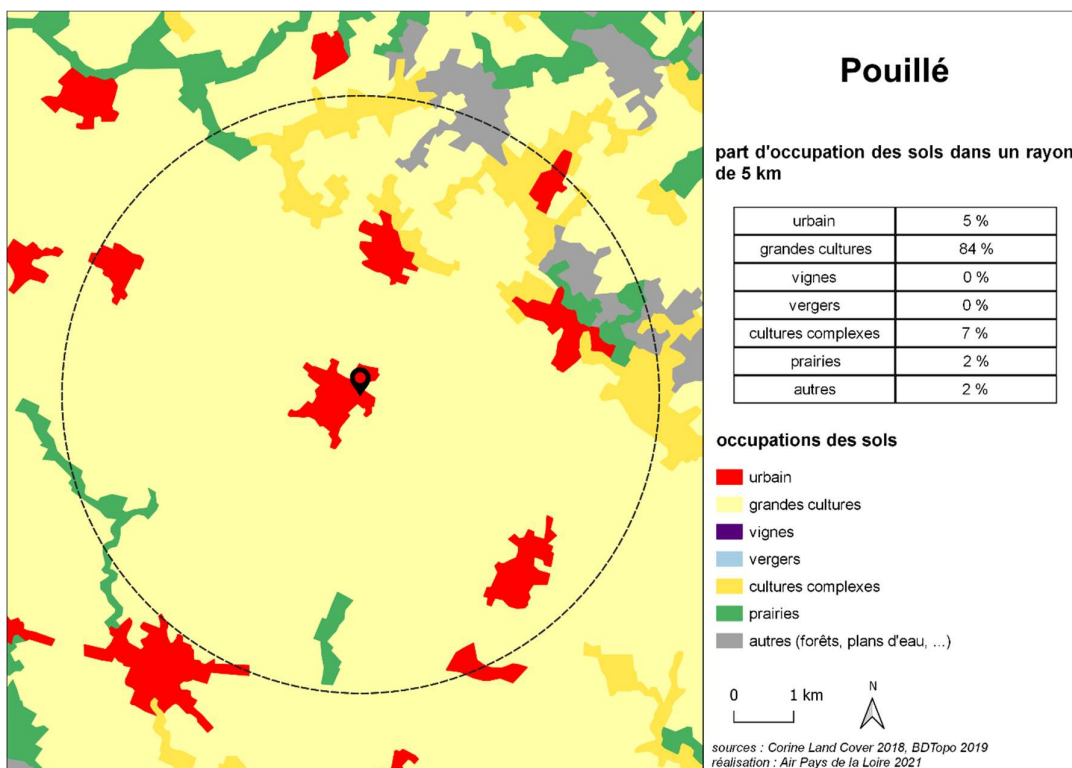 Pouillé
part d'occupation des sols dans un rayon
de 5 km
urbain 5 %
grandes cultures 84 %
vignes 0 %
vergers 0 %
cultures complexes 7 %
prairies 2 %
autres 2 %
occupations des sols
urbain
grandes cultures
vignes
vergers
cultures complexes
prairies
autres (forêts, plans d'eau, ...)
0 1 km
N
sources : Corine Land Cover 2018, BDTopo 2019
réalisation : Air Pays de la Loire 2021